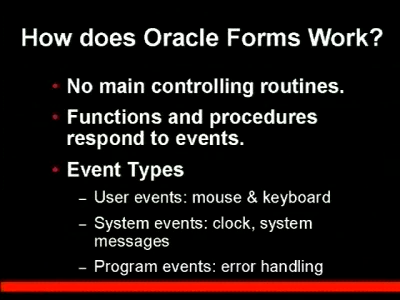 How does Oracle Forms Work?
• No main controlling routines.
• Functions and procedures
respond to events.
• Event Types
– User events: mouse & keyboard
– System events: clock, system
messages
– Program events: error handling